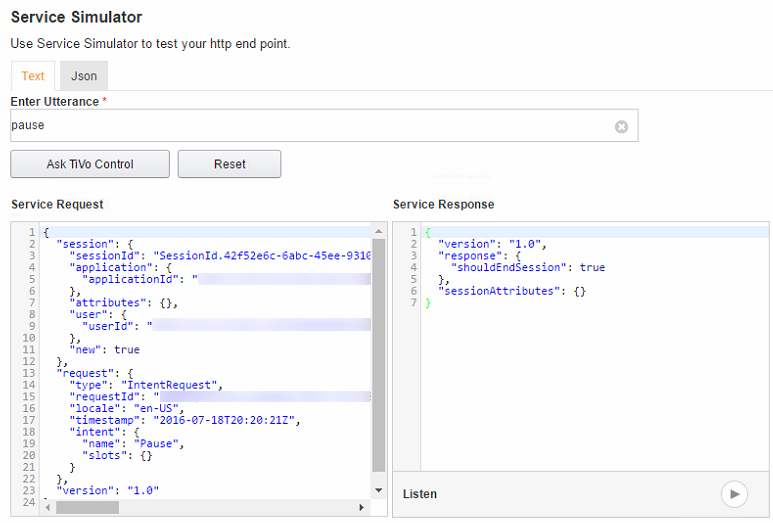 Service Simulator
Use Service Simulator to test your http end point.
Text Json
Enter Utterance *
pause
Ask TiVo Control Reset
Service Request
1 {
2 "session": {
3 "sessionId": "SessionId.42f52e6c-6abc-45ee-9310
4 "application": {
5 "applicationId": "
6 },
7 "attributes": {},
8 "user": {
9 "userId": "
10 },
11 "new": true
12 },
13 "request": {
14 "type": "IntentRequest",
15 "requestId": "
16 "locale": "en-US",
17 "timestamp": "2016-07-18T20:20:21Z",
18 "intent": {
19 "name": "Pause",
20 "slots": {}
21 }
22 },
23 "version": "1.0"
24
Service Response
1 {
2 "version": "1.0",
3 "response": {
4 "shouldEndSession": true
5 },
6 "sessionAttributes": {}
7 }
Listen